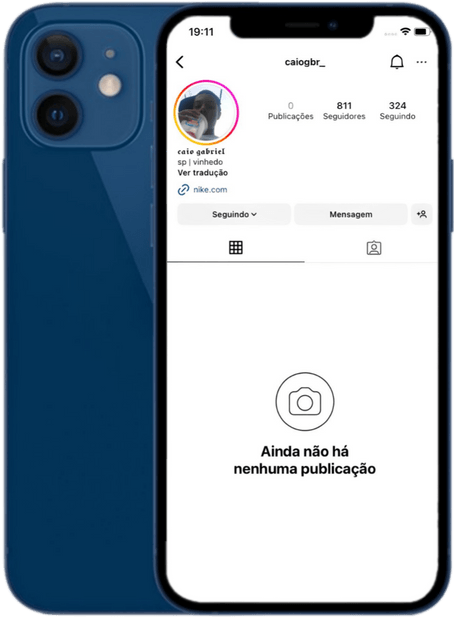 19:11
caiogbr_
0 811 324
Publicações Seguidores Seguindo
𝖈𝖆𝖎𝖔 𝖌𝖆𝖇𝖗𝖎𝖊𝖑
sp | vinhedo
Ver tradução
nike.com
Seguindo Mensagem
Ainda não há
nenhuma publicação